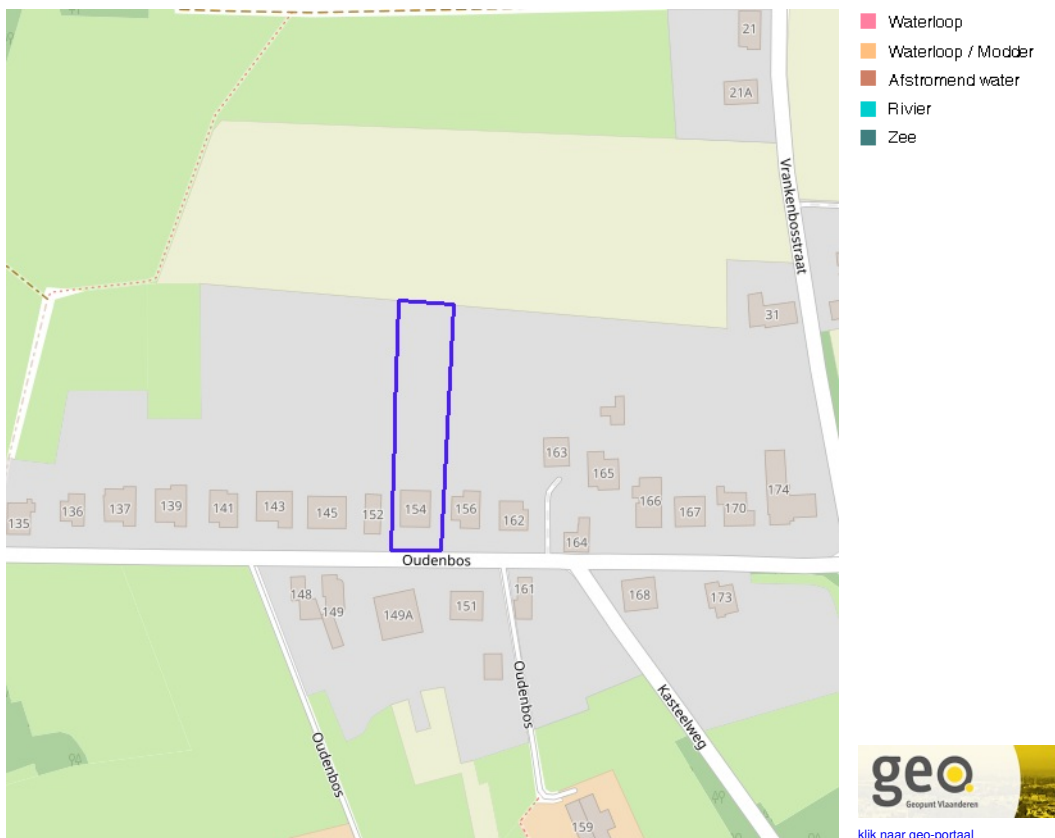 Waterloop
Waterloop / Modder
Afstromend water
Rivier
Zee
21
21A
Vrankenbosstraat
31
163
165
174
135
136
137
139
141
143
145
152
154
156
162
164
166
167
170
Oudenbos
148
149
149A
151
161
168
173
Oudenbos
Oudenbos
Kasteelweg
159
geo
Geopunt Vlaanderen
klik naar geo-portaal